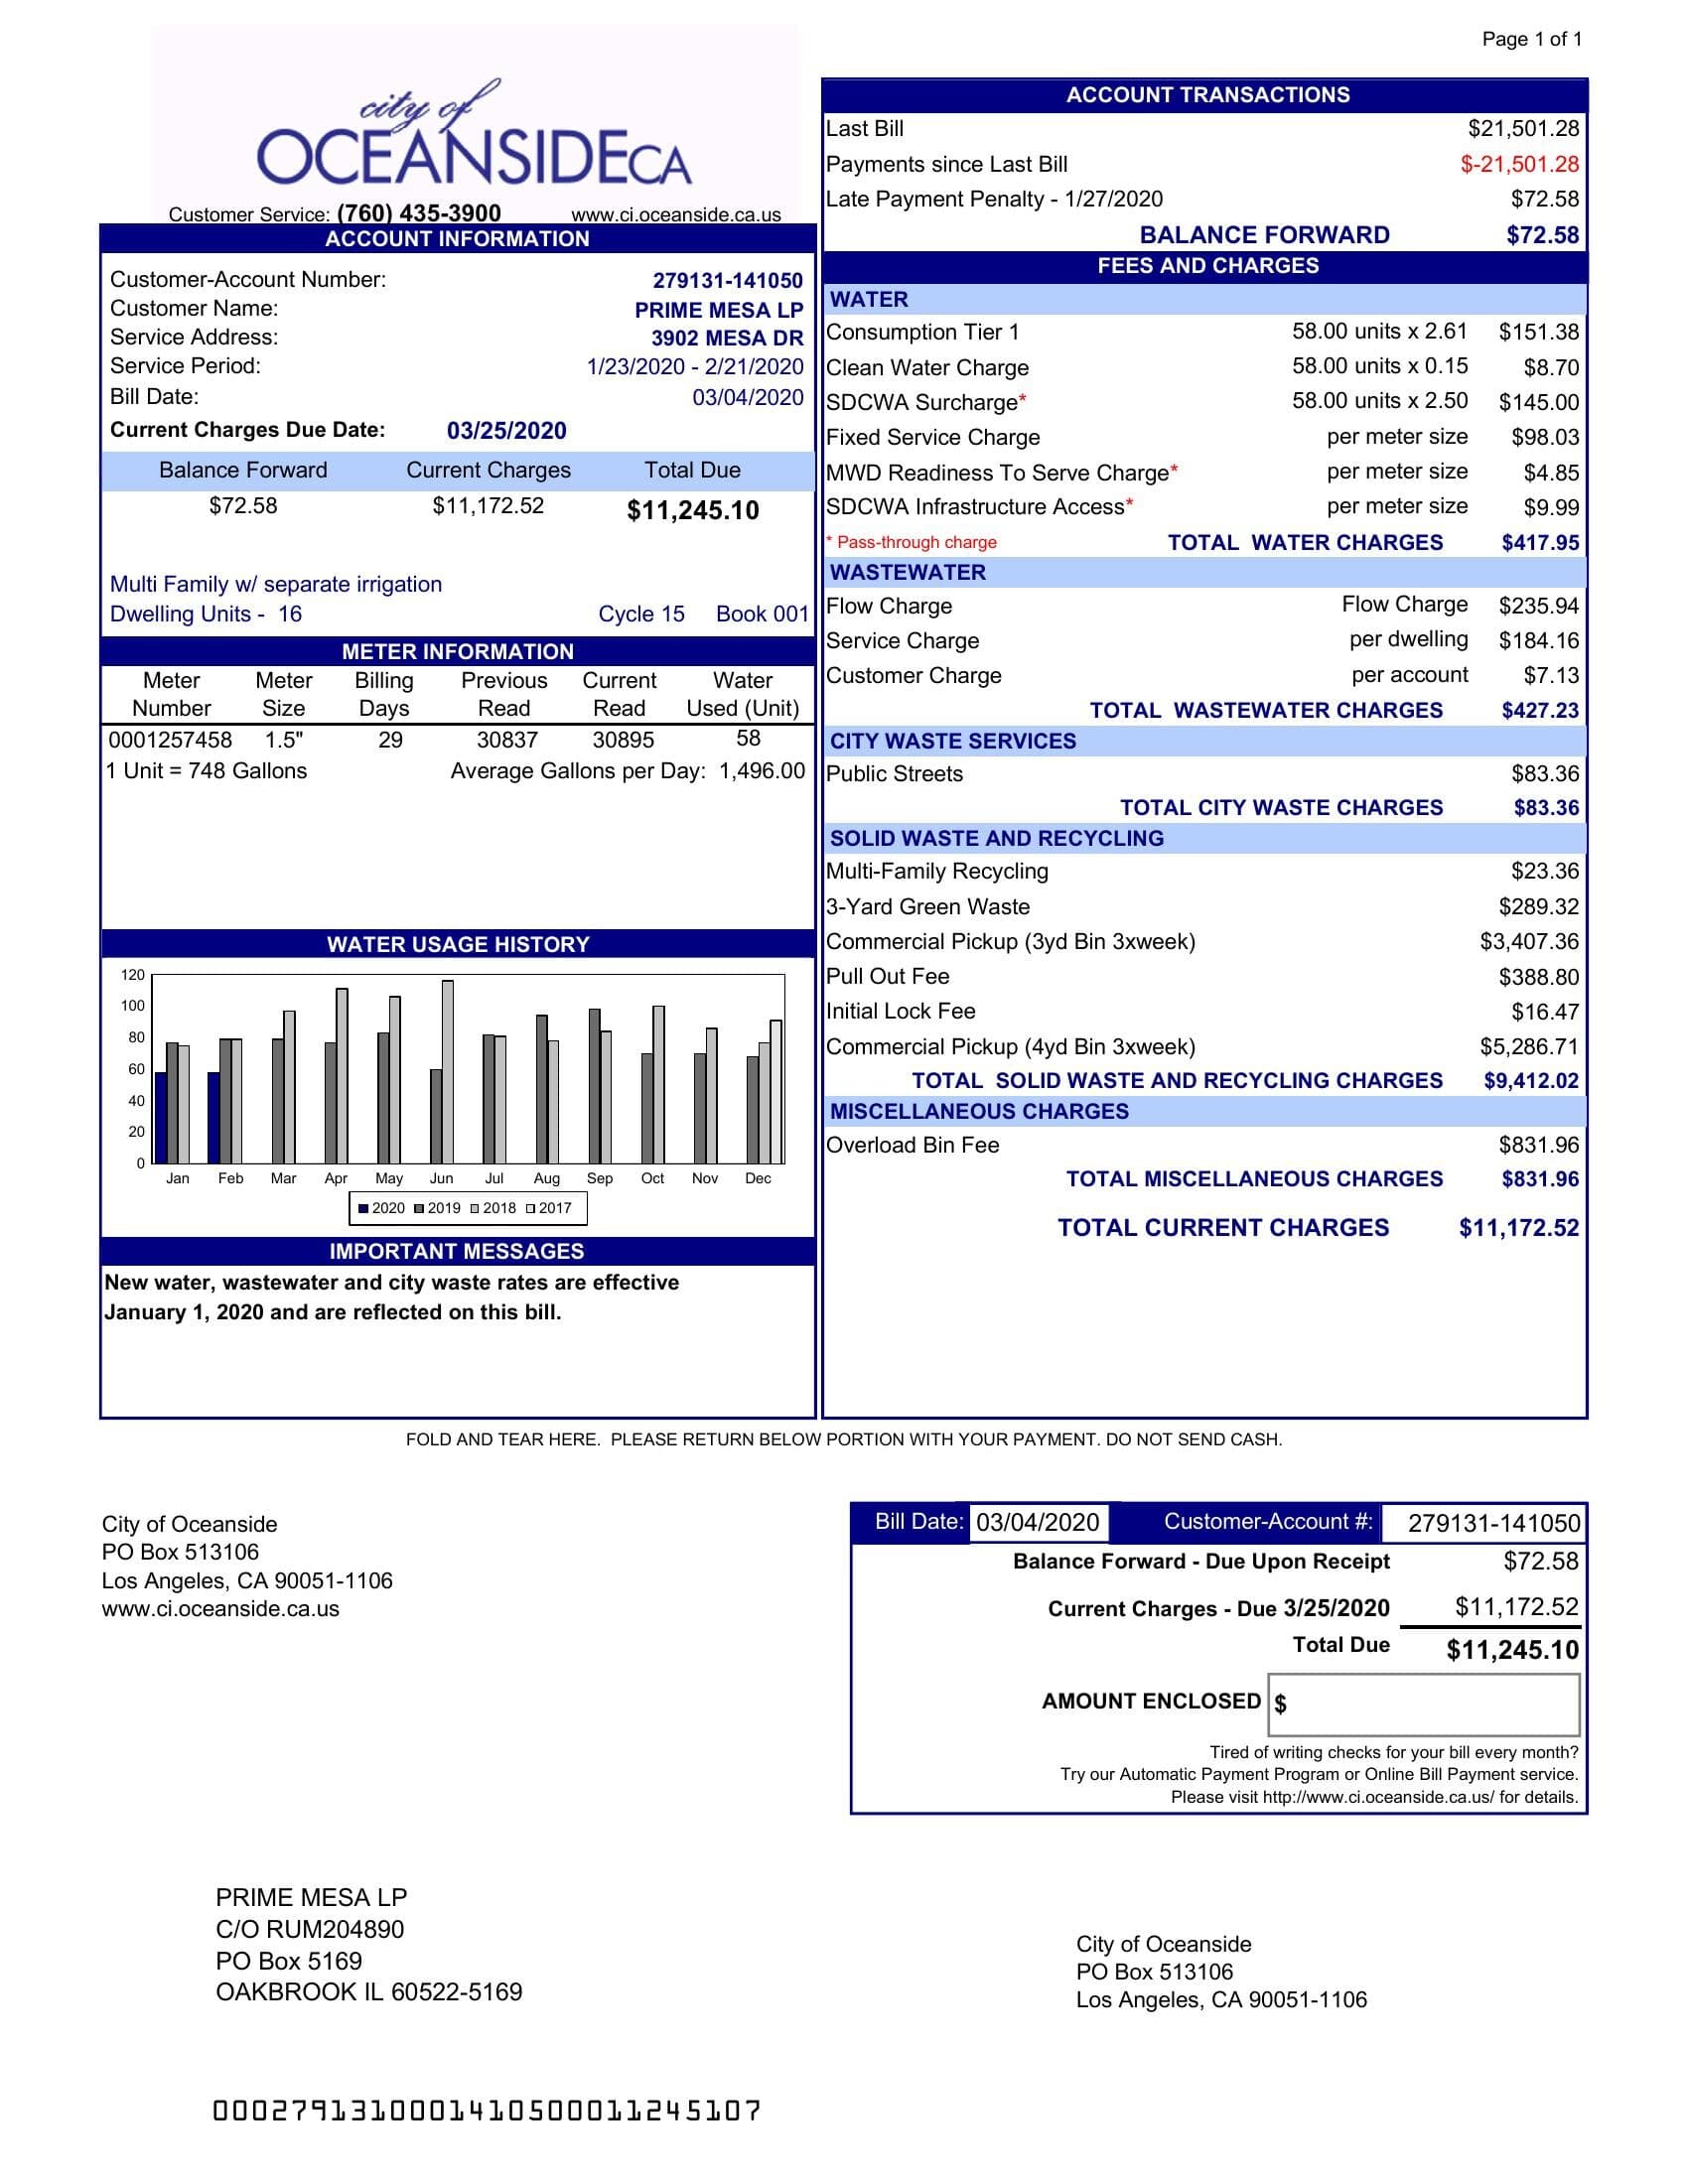 Page 1 of 1
city of
OCEANSIDECA
Customer Service: (760) 435-3900 www.ci.oceanside.ca.us
ACCOUNT INFORMATION
Customer-Account Number: 279131-141050
Customer Name: PRIME MESA LP
Service Address: 3902 MESA DR
Service Period: 1/23/2020 - 2/21/2020
Bill Date: 03/04/2020
Current Charges Due Date: 03/25/2020
Balance Forward Current Charges Total Due
$72.58 $11,172.52 $11,245.10
Multi Family w/ separate irrigation
Dwelling Units - 16 Cycle 15 Book 001
METER INFORMATION
Meter Meter Billing Previous Current Water
Number Size Days Read Read Used (Unit)
0001257458 1.5" 29 30837 30895 58
1 Unit = 748 Gallons Average Gallons per Day: 1,496.00
WATER USAGE HISTORY
120
100
80
60
40
20
0
Jan Feb Mar Apr May Jun Jul Aug Sep Oct Nov Dec
2020 2019 2018 2017
IMPORTANT MESSAGES
New water, wastewater and city waste rates are effective
January 1, 2020 and are reflected on this bill.
ACCOUNT TRANSACTIONS
Last Bill $21,501.28
Payments since Last Bill $-21,501.28
Late Payment Penalty - 1/27/2020 $72.58
BALANCE FORWARD $72.58
FEES AND CHARGES
WATER
Consumption Tier 1 58.00 units x 2.61 $151.38
Clean Water Charge 58.00 units x 0.15 $8.70
SDCWA Surcharge* 58.00 units x 2.50 $145.00
Fixed Service Charge per meter size $98.03
MWD Readiness To Serve Charge* per meter size $4.85
SDCWA Infrastructure Access* per meter size $9.99
* Pass-through charge TOTAL WATER CHARGES $417.95
WASTEWATER
Flow Charge Flow Charge $235.94
Service Charge per dwelling $184.16
Customer Charge per account $7.13
TOTAL WASTEWATER CHARGES $427.23
CITY WASTE SERVICES
Public Streets $83.36
TOTAL CITY WASTE CHARGES $83.36
SOLID WASTE AND RECYCLING
Multi-Family Recycling $23.36
3-Yard Green Waste $289.32
Commercial Pickup (3yd Bin 3xweek) $3,407.36
Pull Out Fee $388.80
Initial Lock Fee $16.47
Commercial Pickup (4yd Bin 3xweek) $5,286.71
TOTAL SOLID WASTE AND RECYCLING CHARGES $9,412.02
MISCELLANEOUS CHARGES
Overload Bin Fee $831.96
TOTAL MISCELLANEOUS CHARGES $831.96
TOTAL CURRENT CHARGES $11,172.52
FOLD AND TEAR HERE. PLEASE RETURN BELOW PORTION WITH YOUR PAYMENT. DO NOT SEND CASH.
City of Oceanside
PO Box 513106
Los Angeles, CA 90051-1106
www.ci.oceanside.ca.us
Bill Date: 03/04/2020 Customer-Account #: 279131-141050
Balance Forward - Due Upon Receipt $72.58
Current Charges - Due 3/25/2020 $11,172.52
Total Due $11,245.10
AMOUNT ENCLOSED $
Tired of writing checks for your bill every month?
Try our Automatic Payment Program or Online Bill Payment service.
Please visit http://www.ci.oceanside.ca.us/ for details.
PRIME MESA LP
C/O RUM204890
PO Box 5169
OAKBROOK IL 60522-5169
City of Oceanside
PO Box 513106
Los Angeles, CA 90051-1106
000279131000141050001​1245107